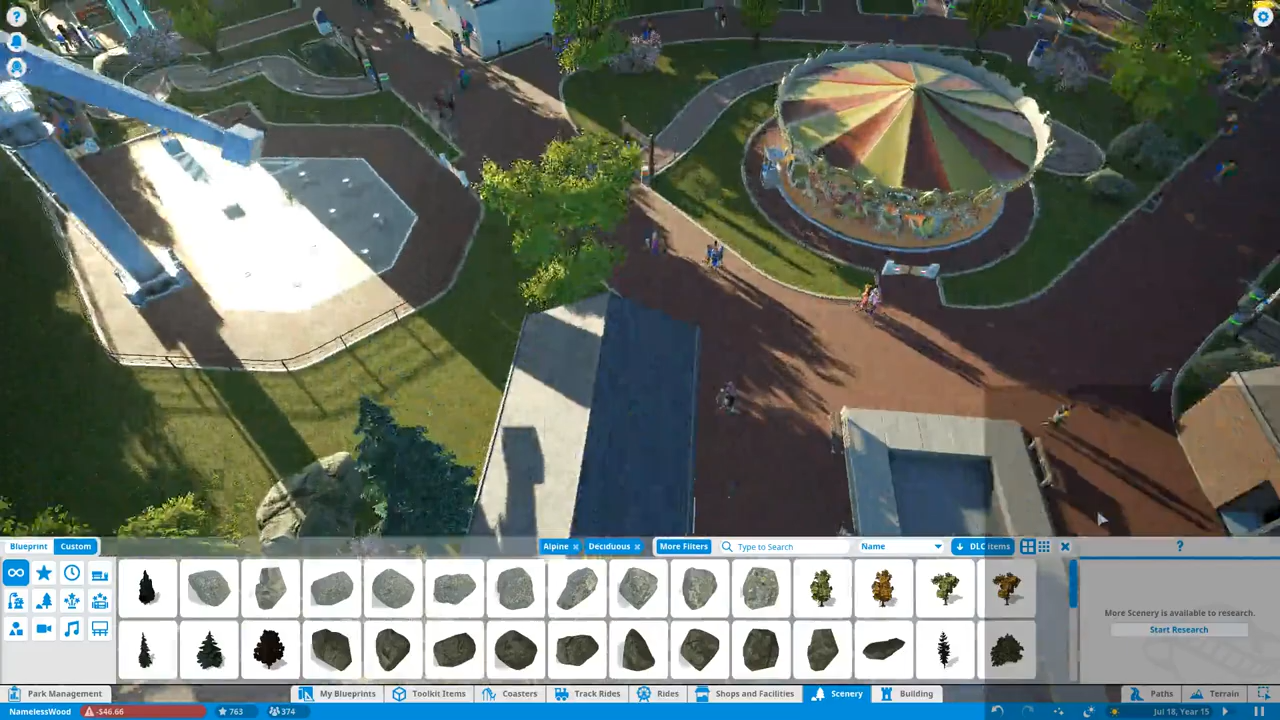 Blueprint Custom Alpine × Deciduous × More Filters Type to Search Name DLC items ?
More Scenery is available to research.
Start Research
Park Management My Blueprints Toolkit Items Coasters Track Rides Rides Shops and Facilities Scenery Building Paths Terrain
NamelessWood -$46.66 763 374 Jul 18, Year 15